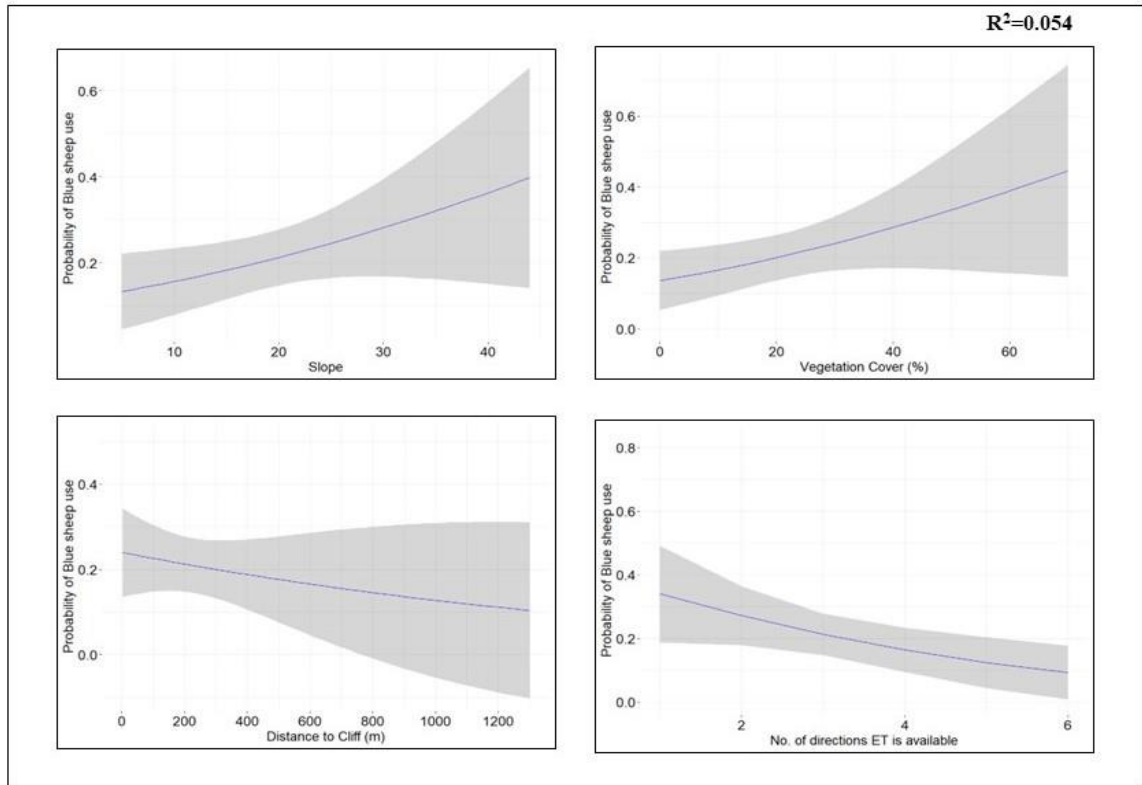 R²=0.054
Probability of Blue sheep use
0.6
0.4
0.2
10 20 30 40
Slope
Probability of Blue sheep use
0.6
0.4
0.2
0.0
0 20 40 60
Vegetation Cover (%)
Probability of Blue sheep use
0.4
0.2
0.0
0 200 400 600 800 1000 1200
Distance to Cliff (m)
Probability of Blue sheep use
0.8
0.6
0.4
0.2
0.0
2 4 6
No. of directions ET is available